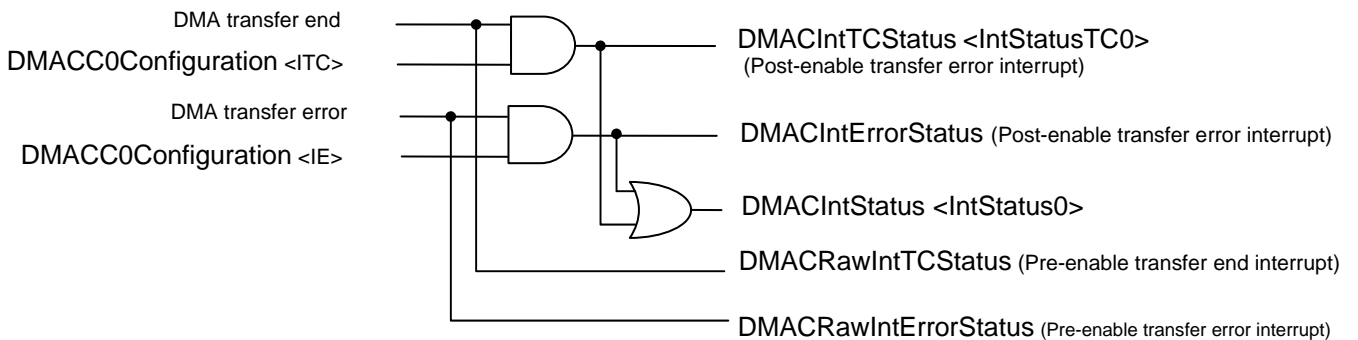 DMA transfer end
DMACC0Configuration <ITC>
DMA transfer error
DMACC0Configuration <IE>
DMACIntTCStatus <IntStatusTC0>
(Post-enable transfer error interrupt)
DMACIntErrorStatus (Post-enable transfer error interrupt)
DMACIntStatus <IntStatus0>
DMACRawIntTCStatus (Pre-enable transfer end interrupt)
DMACRawIntErrorStatus (Pre-enable transfer error interrupt)